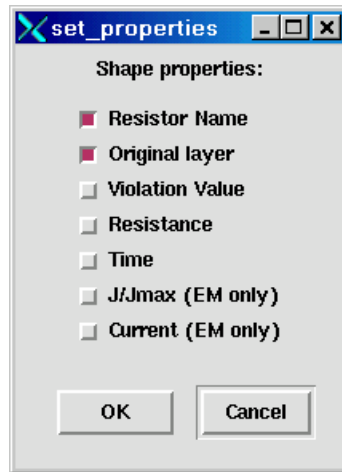 set_properties
Shape properties:
Resistor Name
Original layer
Violation Value
Resistance
Time
J/Jmax (EM only)
Current (EM only)
OK Cancel